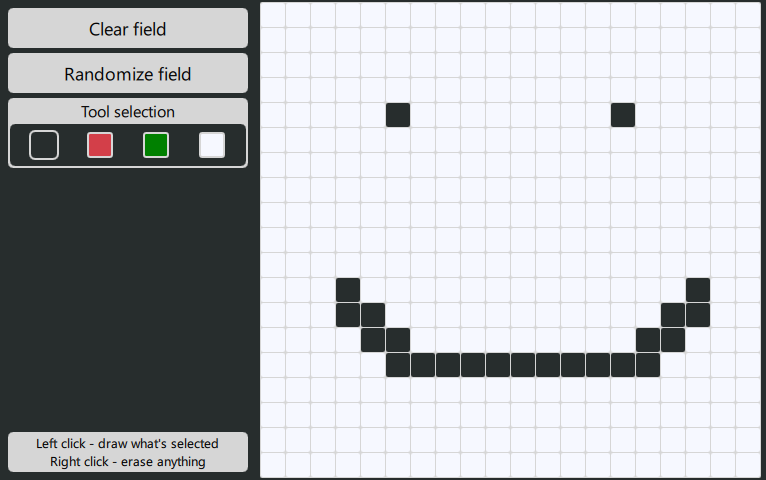 Clear field
Randomize field
Tool selection
Left click - draw what's selected
Right click - erase anything